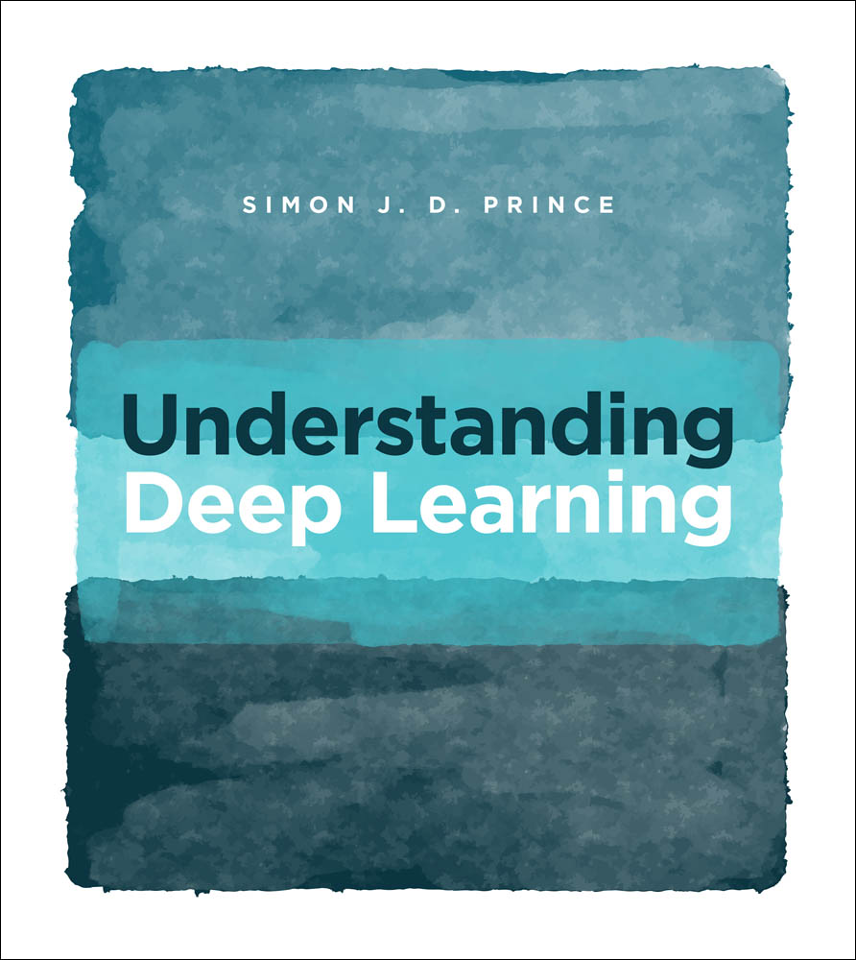 SIMON J. D. PRINCE
Understanding
Deep Learning